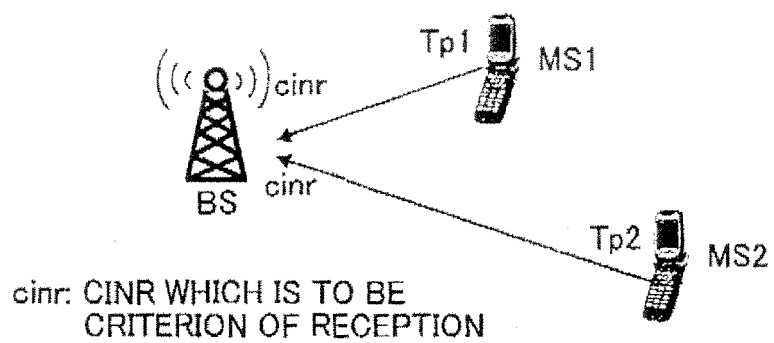 Tp1
MS1
cinr
cinr
BS
Tp2
MS2
cinr: CINR WHICH IS TO BE
CRITERION OF RECEPTION